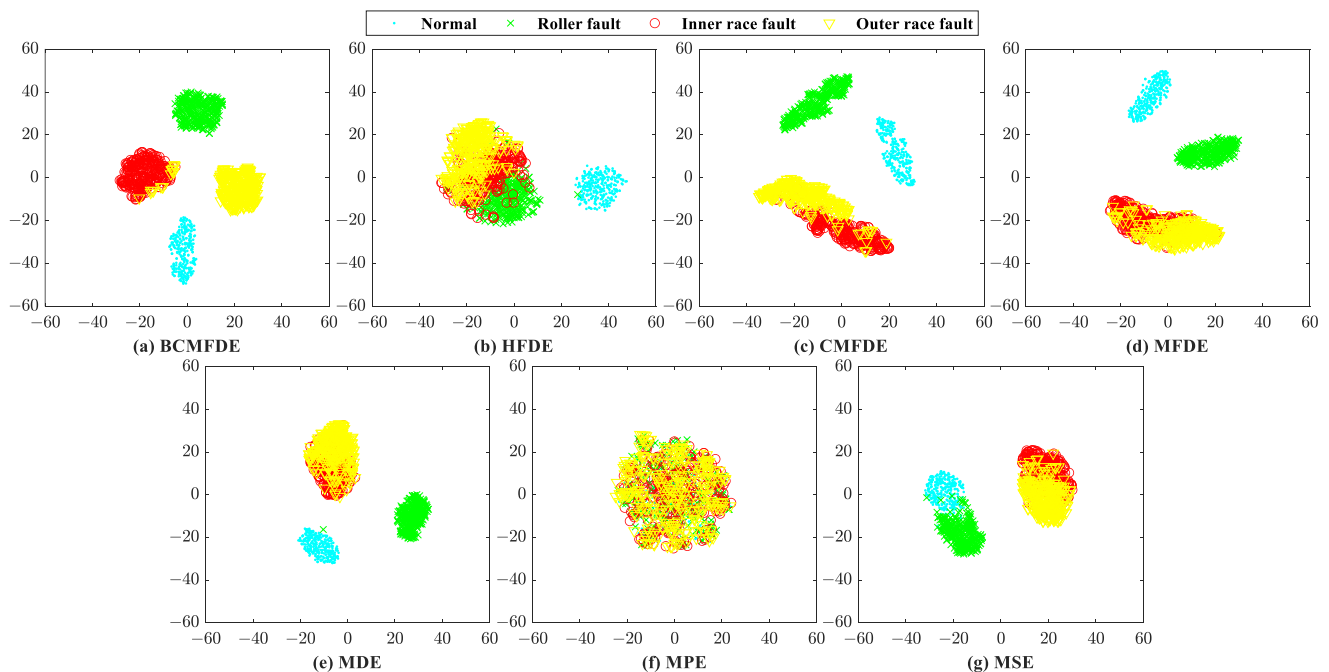 Normal Roller fault Inner race fault Outer race fault
60 60 60 60
40 40 40 40
20 20 20 20
0 0 0 0
−20 −20 −20 −20
−40 −40 −40 −40
−60 −60 −60 −60
−60 −40 −20 0 20 40 60 −60 −40 −20 0 20 40 60 −60 −40 −20 0 20 40 60 −60 −40 −20 0 20 40 60
(a) BCMFDE (b) HFDE (c) CMFDE (d) MFDE
60 60 60
40 40 40
20 20 20
0 0 0
−20 −20 −20
−40 −40 −40
−60 −60 −60
−60 −40 −20 0 20 40 60 −60 −40 −20 0 20 40 60 −60 −40 −20 0 20 40 60
(e) MDE (f) MPE (g) MSE